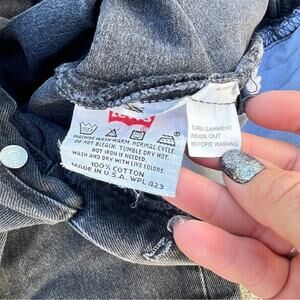 LEVI'S
MACHINE WASH WARM. NORMAL CYCLE.
DO NOT BLEACH. TUMBLE DRY HOT.
HOT IRON IF NEEDED.
WASH AND DRY WITH LIKE COLORS.
100% COTTON
MADE IN U.S.A. WPL 423
TURN GARMENT
INSIDE OUT
BEFORE WASHING